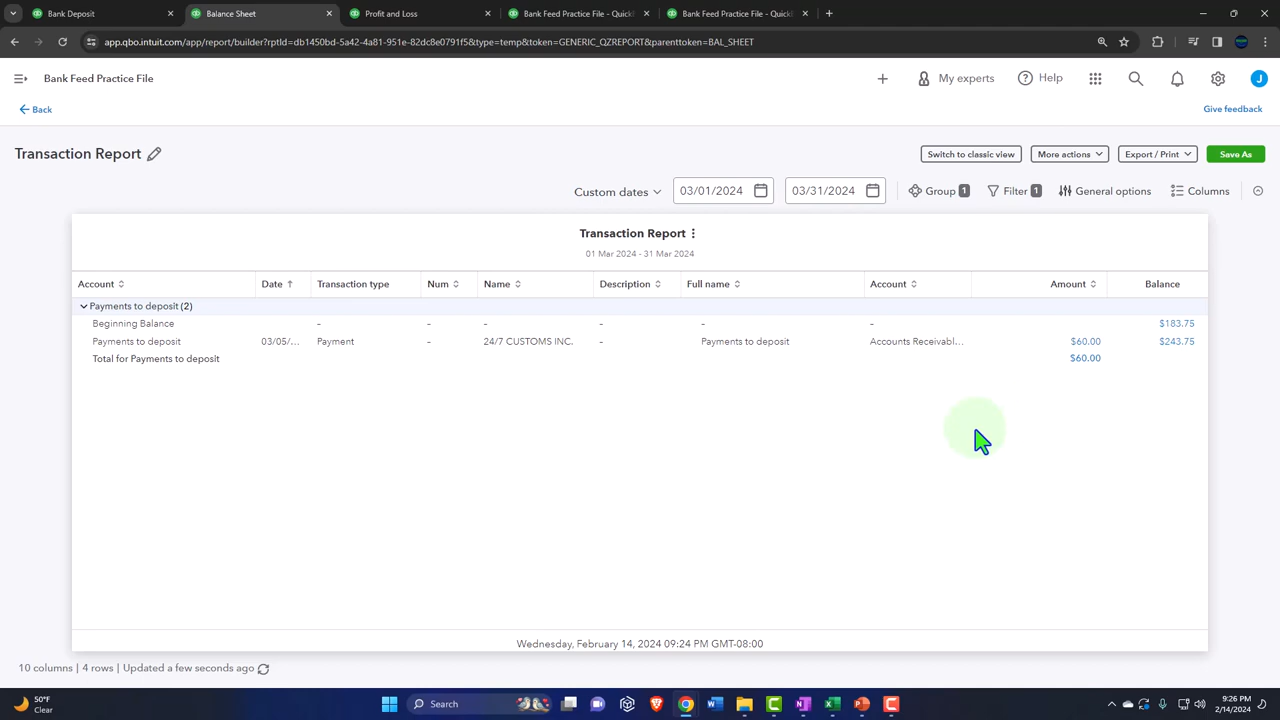 Bank Deposit
Balance Sheet
Profit and Loss
Bank Feed Practice File - Quick
Bank Feed Practice File - Quick
app.qbo.intuit.com/app/report/builder?rptId=db1450bd-5a42-4a81-951e-82dc8e0791f5&type=temp&token=GENERIC_QZREPORT&parenttoken=BAL_SHEET
Bank Feed Practice File
My experts
Help
J
Back
Give feedback
Transaction Report
Switch to classic view
More actions
Export / Print
Save As
Custom dates
03/01/2024
03/31/2024
Group 1
Filter 1
General options
Columns
Transaction Report
01 Mar 2024 - 31 Mar 2024
Account Date Transaction type Num Name Description Full name Account Amount Balance
Payments to deposit (2)
Beginning Balance – – – – – – $183.75
Payments to deposit 03/05/... Payment – 24/7 CUSTOMS INC. – Payments to deposit Accounts Receivabl... $60.00 $243.75
Total for Payments to deposit $60.00
Wednesday, February 14, 2024 09:24 PM GMT-08:00
10 columns | 4 rows | Updated a few seconds ago
50°F
Clear
Search
9:26 PM
2/14/2024